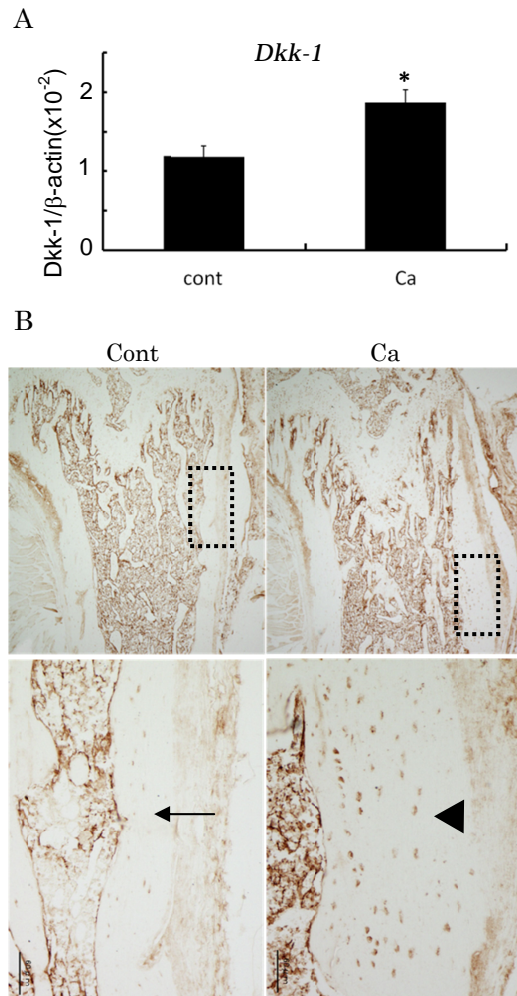 A
Dkk-1
Dkk-1/β-actin(x10⁻²)
2
*
1
0
cont
Ca
B
Cont
Ca